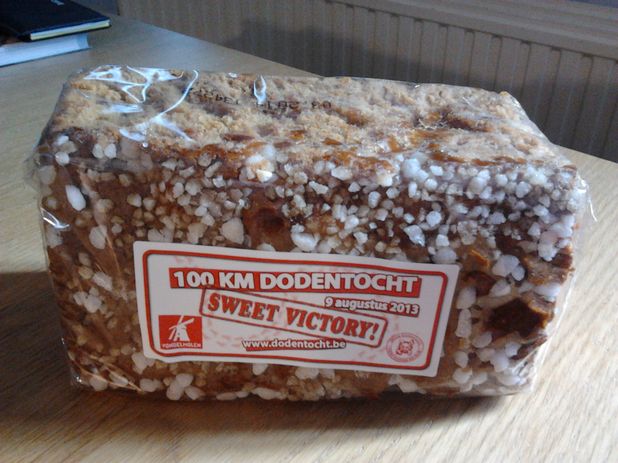 100 KM DODENTOCHT
9 augustus 2013
SWEET VICTORY!
VONDELMOLEN
www.dodentocht.be